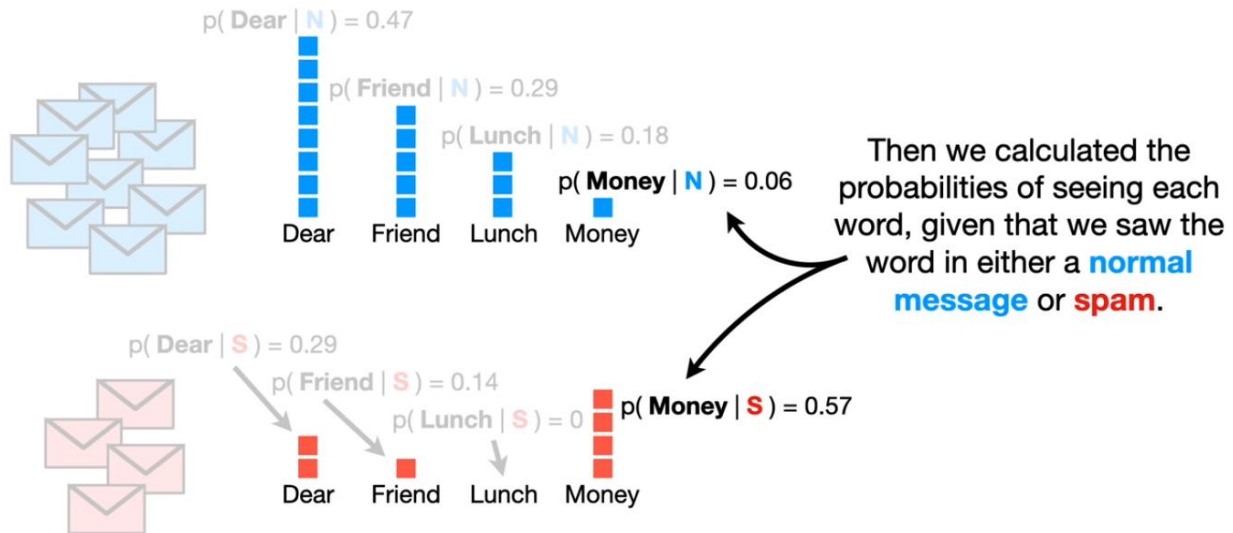 p( Dear | N ) = 0.47
p( Friend | N ) = 0.29
p( Lunch | N ) = 0.18
p( Money | N ) = 0.06
Dear Friend Lunch Money
Then we calculated the
probabilities of seeing each
word, given that we saw the
word in either a normal
message or spam.
p( Dear | S ) = 0.29
p( Friend | S ) = 0.14
p( Lunch | S ) = 0
p( Money | S ) = 0.57
Dear Friend Lunch Money